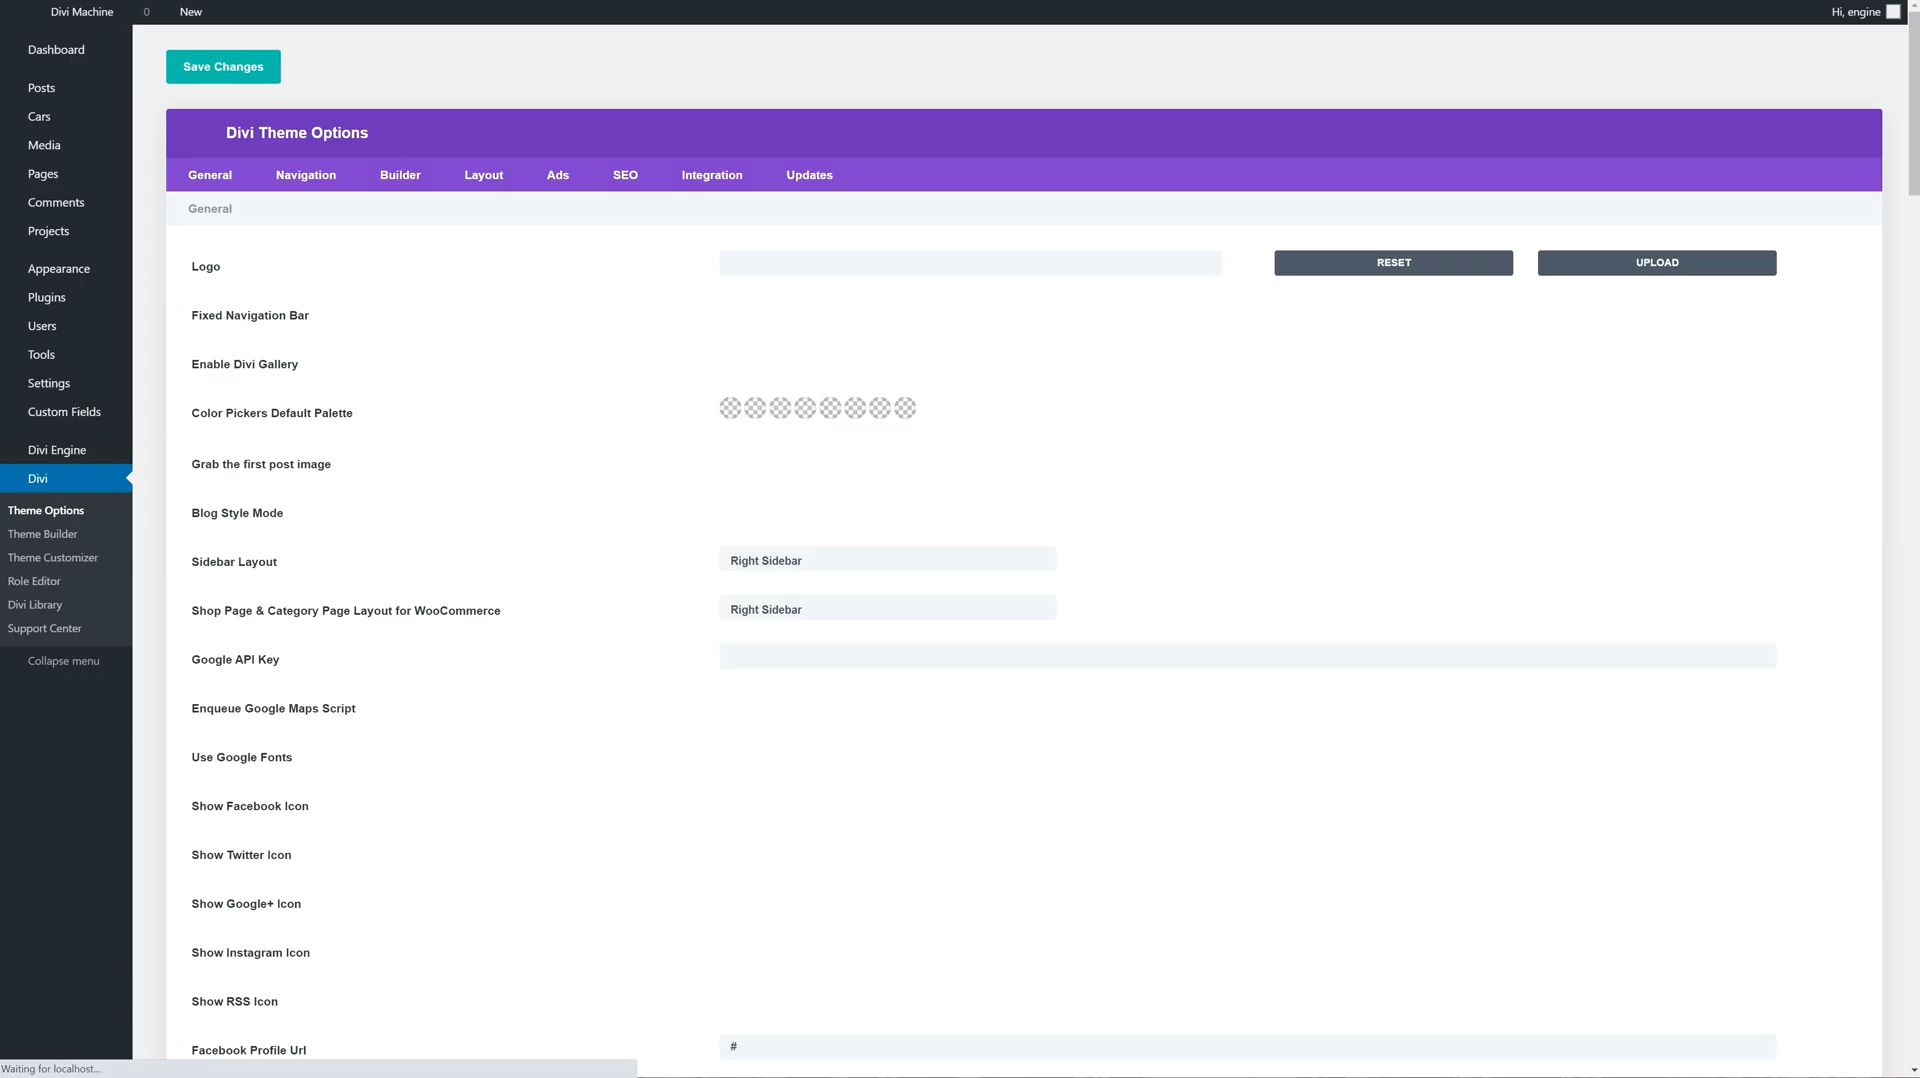 Divi Machine 0 New Hi, engine
Dashboard
Posts
Cars
Media
Pages
Comments
Projects
Appearance
Plugins
Users
Tools
Settings
Custom Fields
Divi Engine
Divi
Theme Options
Theme Builder
Theme Customizer
Role Editor
Divi Library
Support Center
Collapse menu
Save Changes
Divi Theme Options
General Navigation Builder Layout Ads SEO Integration Updates
General
Logo RESET UPLOAD
Fixed Navigation Bar
Enable Divi Gallery
Color Pickers Default Palette
Grab the first post image
Blog Style Mode
Sidebar Layout Right Sidebar
Shop Page & Category Page Layout for WooCommerce Right Sidebar
Google API Key
Enqueue Google Maps Script
Use Google Fonts
Show Facebook Icon
Show Twitter Icon
Show Google+ Icon
Show Instagram Icon
Show RSS Icon
Facebook Profile Url #
Waiting for localhost...